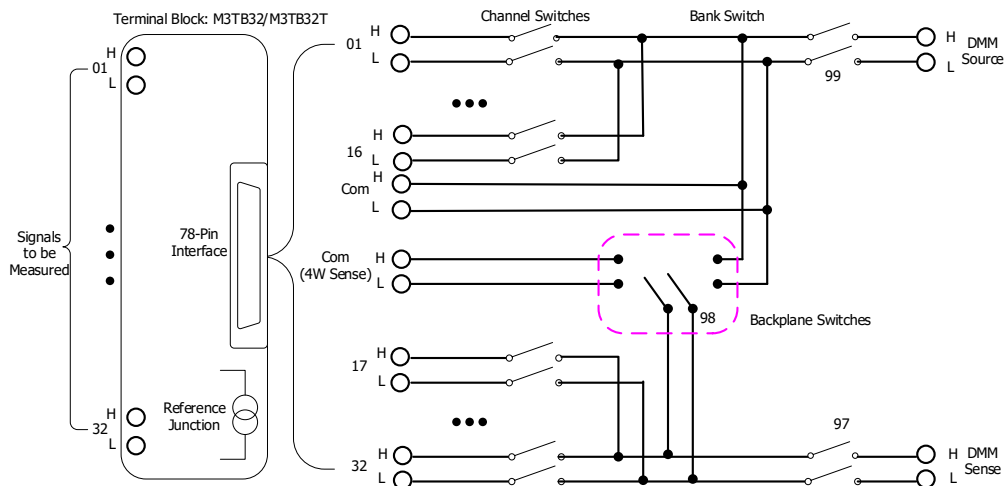 Terminal Block: M3TB32/M3TB32T
Channel Switches
Bank Switch
H
01
L
H
01
L
H
DMM
Source
L
99
•••
H
16
L
H
Com
L
Signals
to be
Measured
78-Pin
Interface
Com
(4W Sense)
H
L
98
Backplane Switches
H
17
L
•••
Reference
Junction
H
32
L
H
32
L
97
H
DMM
Sense
L